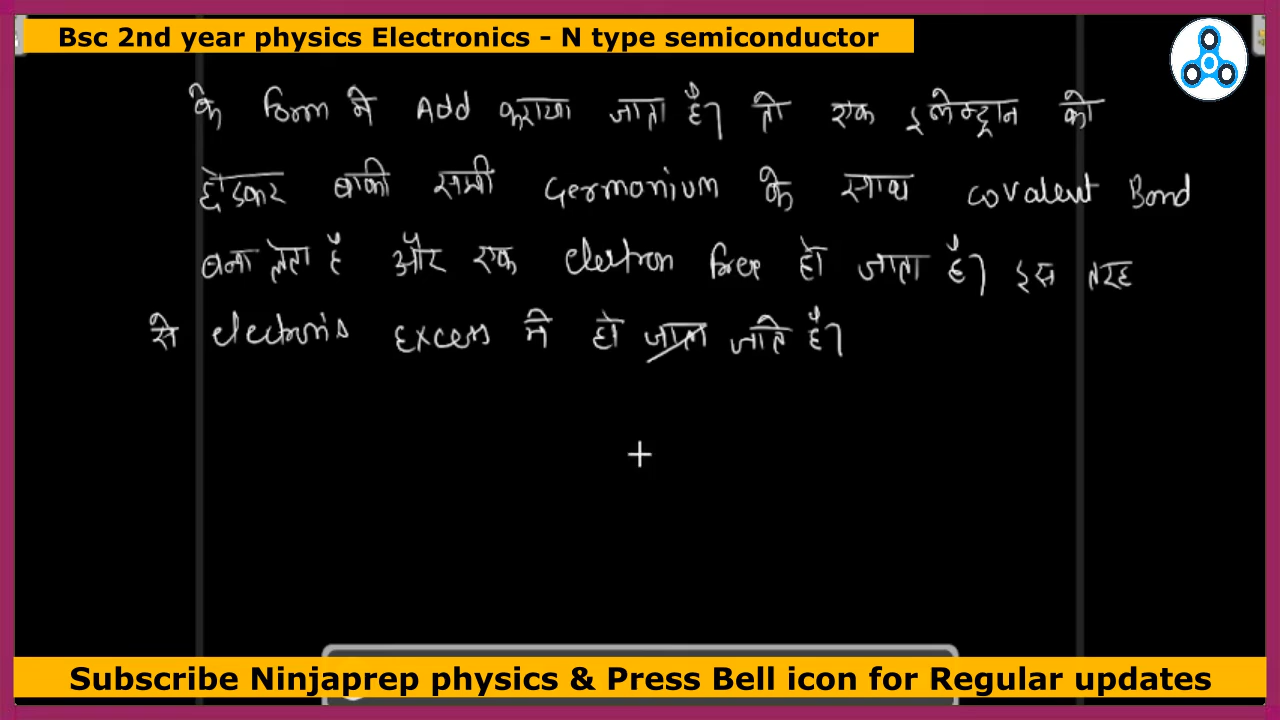 Bsc 2nd year physics Electronics - N type semiconductor
के form में Add कराया जाता है। तो एक इलेक्ट्रान को
छोडकर बाकी सभी Germonium के साथ covalent Bond
बना लेता है और एक electron free हो जाता है। इस तरह
से electrons excess में हो जाता जाते है।
Subscribe Ninjaprep physics & Press Bell icon for Regular updates